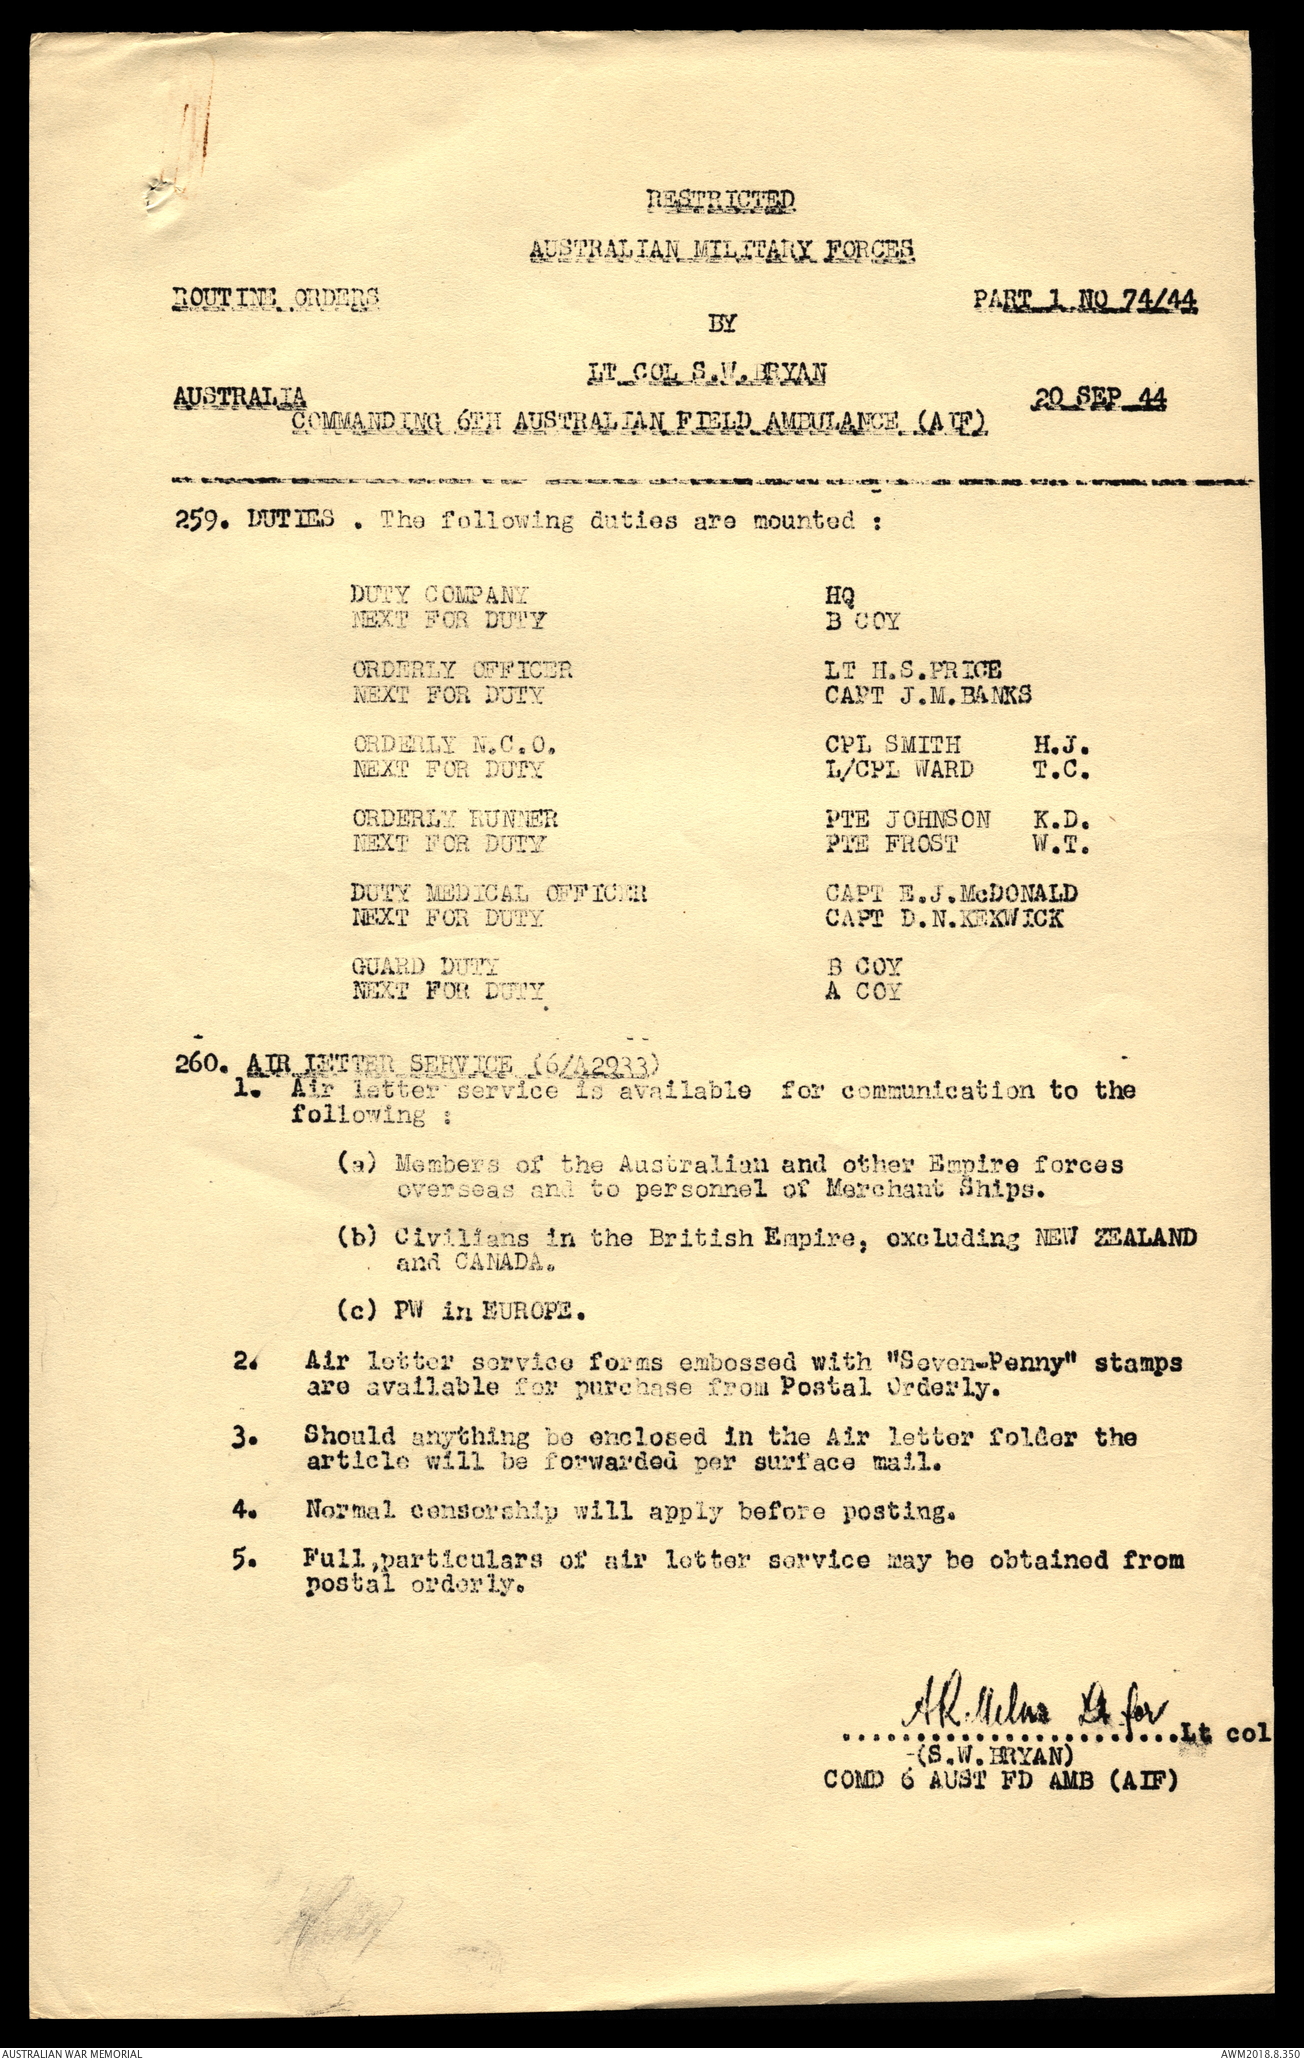 RESTRICTED
AUSTRALIAN MILITARY FORCES
ROUTINE ORDERS PART 1 NO 74/44
BY
LT COL S.W.BRYAN
AUSTRALIA 20 SEP 44
COMMANDING 6TH AUSTRALIAN FIELD AMBULANCE (AIF)
259. DUTIES . The following duties are mounted :
DUTY COMPANY HQ
NEXT FOR DUTY B COY
ORDERLY OFFICER LT H.S.PRICE
NEXT FOR DUTY CAPT J.M.BANKS
ORDERLY N.C.O. CPL SMITH H.J.
NEXT FOR DUTY L/CPL WARD T.C.
ORDERLY RUNNER PTE JOHNSON K.D.
NEXT FOR DUTY PTE FROST W.T.
DUTY MEDICAL OFFICER CAPT E.J.McDONALD
NEXT FOR DUTY CAPT D.N.KEKWICK
GUARD DUTY B COY
NEXT FOR DUTY A COY
260. AIR LETTER SERVICE (6/A2933)
1. Air letter service is available for communication to the
following :
(a) Members of the Australian and other Empire forces
overseas and to personnel of Merchant Ships.
(b) Civilians in the British Empire, excluding NEW ZEALAND
and CANADA.
(c) PW in EUROPE.
2. Air letter service forms embossed with "Seven-Penny" stamps
are available for purchase from Postal Orderly.
3. Should anything be enclosed in the Air letter folder the
article will be forwarded per surface mail.
4. Normal censorship will apply before posting.
5. Full,particulars of air letter service may be obtained from
postal orderly.
Lt for
........................Lt col
(S.W.BRYAN)
COMD 6 AUST FD AMB (AIF)
AUSTRALIAN WAR MEMORIAL AWM2018.8.350